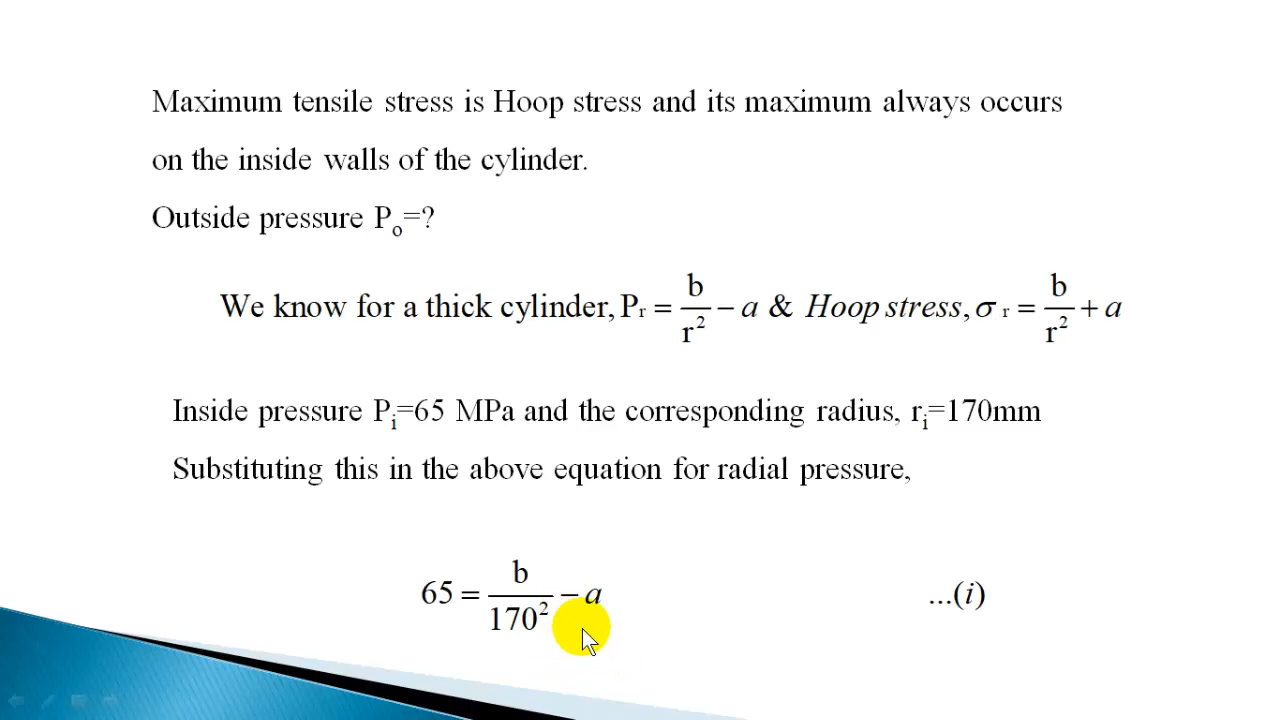 Maximum tensile stress is Hoop stress and its maximum always occurs
on the inside walls of the cylinder.
Outside pressure Pₒ=?
We know for a thick cylinder, Pr = b/r² − a & Hoop stress, σ r = b/r² + a
Inside pressure Pᵢ=65 MPa and the corresponding radius, rᵢ=170mm
Substituting this in the above equation for radial pressure,
65 = b/170² − a ...(i)